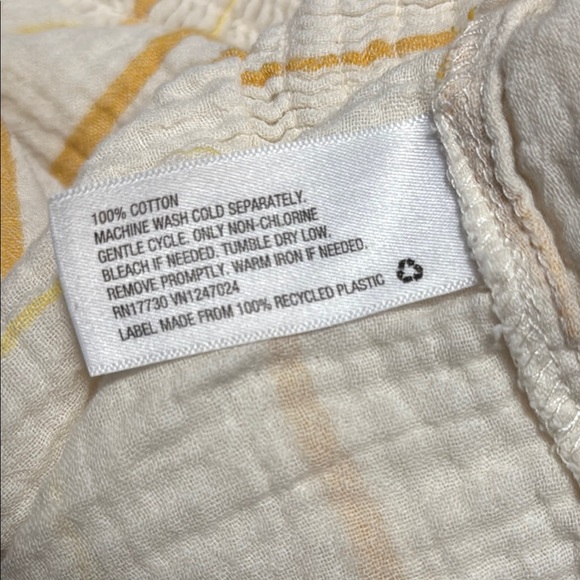 100% COTTON
MACHINE WASH COLD SEPARATELY.
GENTLE CYCLE. ONLY NON-CHLORINE
BLEACH IF NEEDED. TUMBLE DRY LOW.
REMOVE PROMPTLY. WARM IRON IF NEEDED.
RN17730 VN1247024
LABEL MADE FROM 100% RECYCLED PLASTIC